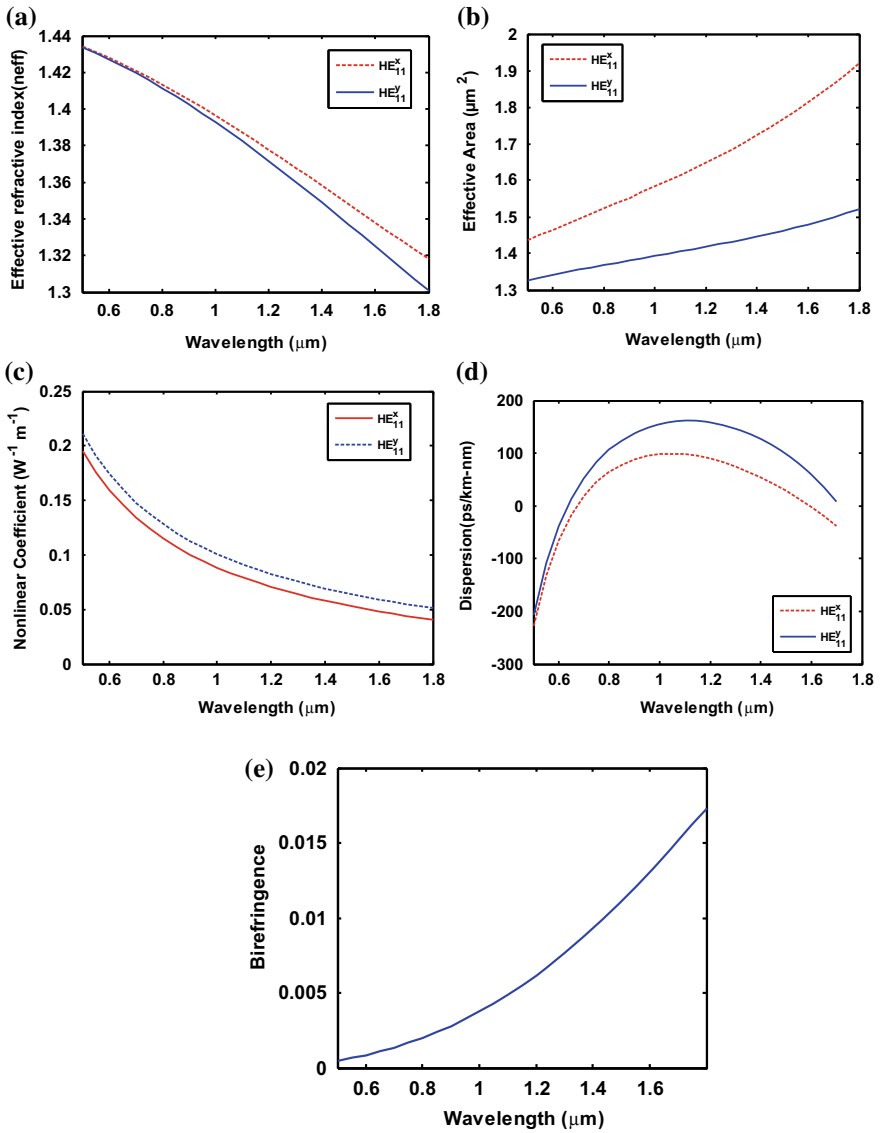 (a)
1.44
1.42
1.4
1.38
1.36
1.34
1.32
1.3
Effective refractive index(neff)
HE₁₁ˣ
HE₁₁ʸ
0.6 0.8 1 1.2 1.4 1.6 1.8
Wavelength (μm)
(b)
2
1.9
1.8
1.7
1.6
1.5
1.4
1.3
Effective Area (μm²)
HE₁₁ˣ
HE₁₁ʸ
0.6 0.8 1 1.2 1.4 1.6 1.8
Wavelength (μm)
(c)
0.25
0.2
0.15
0.1
0.05
0
Nonlinear Coefficient (W⁻¹ m⁻¹)
HE₁₁ˣ
HE₁₁ʸ
0.6 0.8 1 1.2 1.4 1.6 1.8
Wavelength (μm)
(d)
200
100
0
-100
-200
-300
Dispersion(ps/km-nm)
HE₁₁ˣ
HE₁₁ʸ
0.6 0.8 1 1.2 1.4 1.6 1.8
Wavelength (μm)
(e)
0.02
0.015
0.01
0.005
0
Birefringence
0.6 0.8 1 1.2 1.4 1.6
Wavelength (μm)